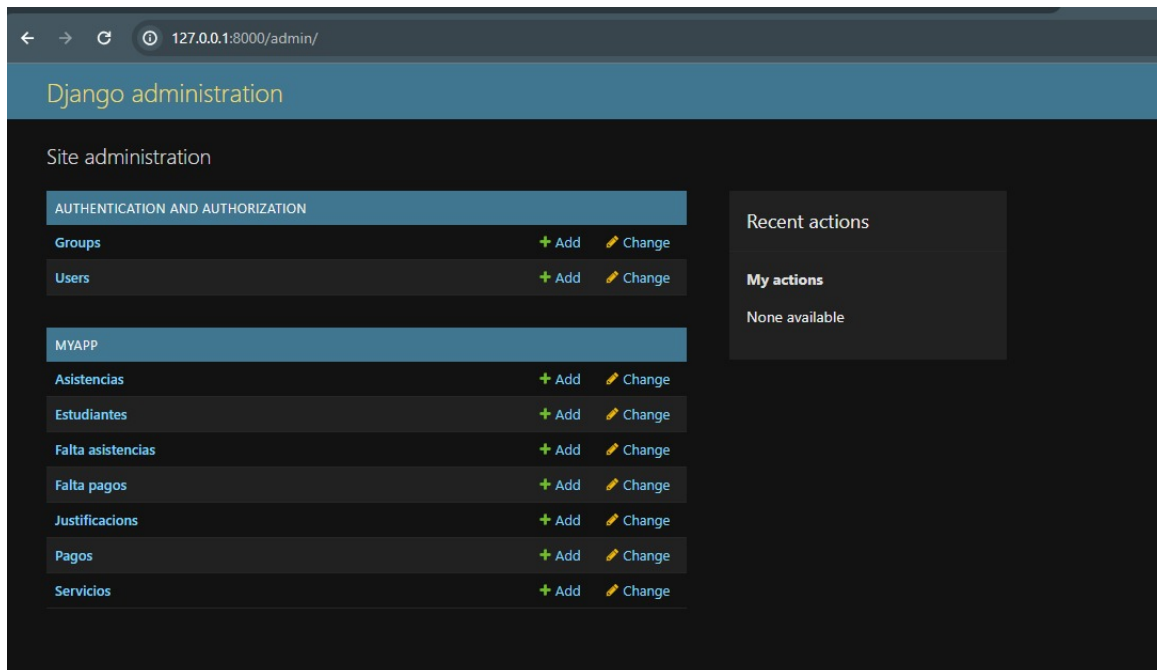 127.0.0.1:8000/admin/
Django administration
Site administration
AUTHENTICATION AND AUTHORIZATION
Groups + Add Change
Users + Add Change
MYAPP
Asistencias + Add Change
Estudiantes + Add Change
Falta asistencias + Add Change
Falta pagos + Add Change
Justificacions + Add Change
Pagos + Add Change
Servicios + Add Change
Recent actions
My actions
None available